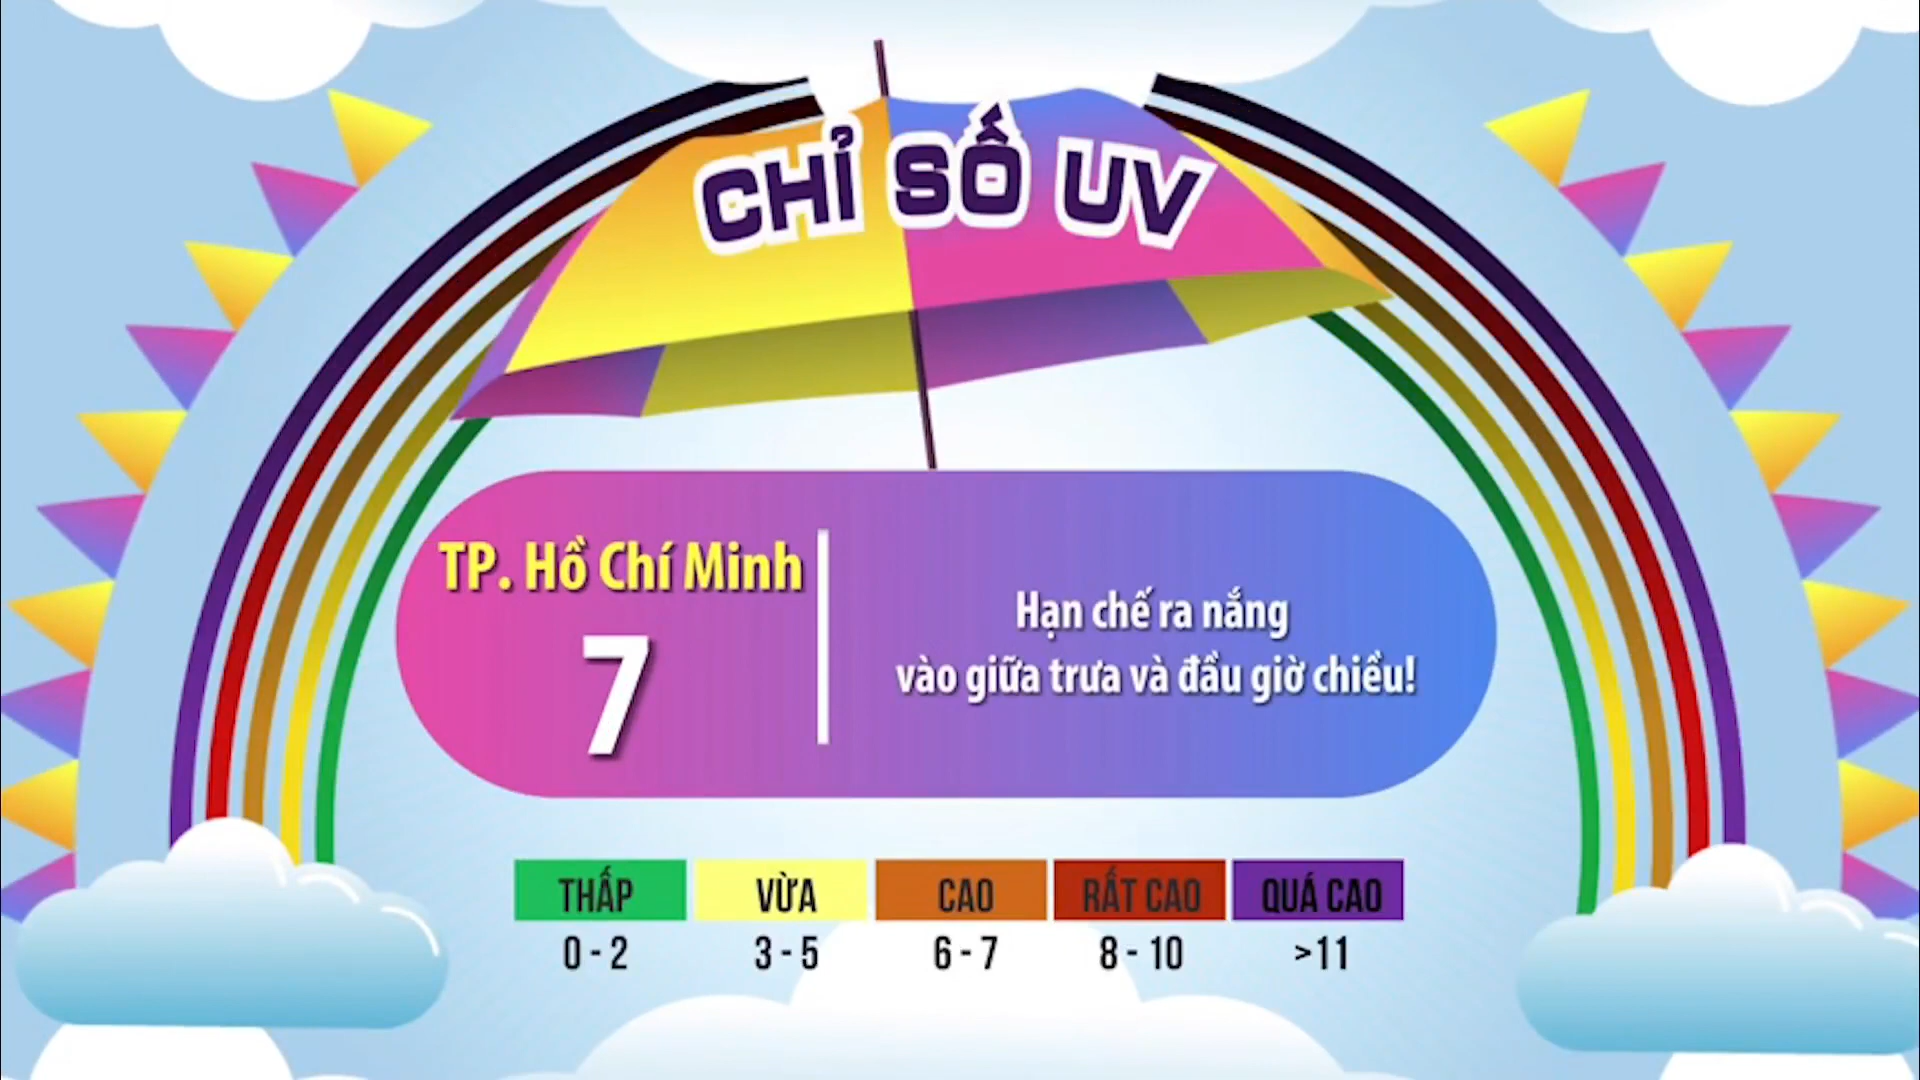 CHỈ SỐ UV
TP. Hồ Chí Minh
7
Hạn chế ra nắng
vào giữa trưa và đầu giờ chiều!
THẤP VỪA CAO RẤT CAO QUÁ CAO
0 - 2 3 - 5 6 - 7 8 - 10 >11